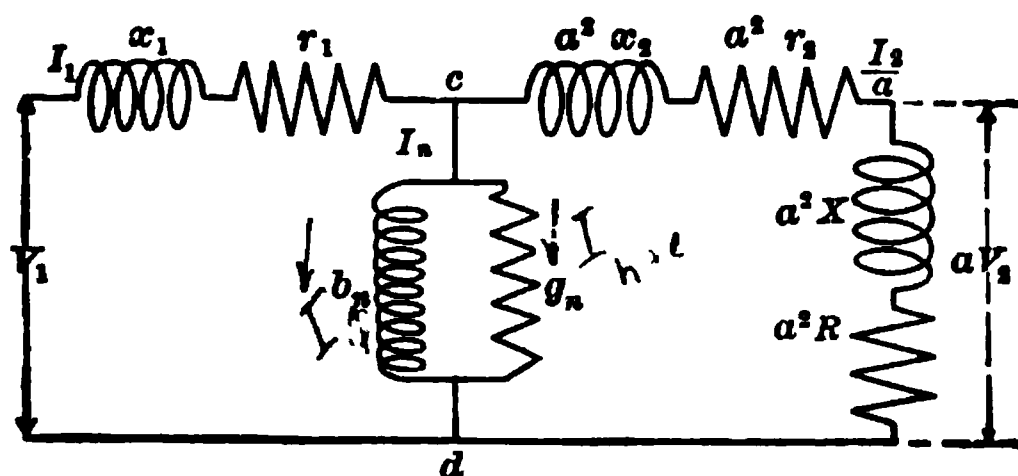 x₁ r₁ a² x₂ a² r₂
I₁ c I₂/a
Iₙ
a² X
V₁ bₙ gₙ aV₂
a² R
d